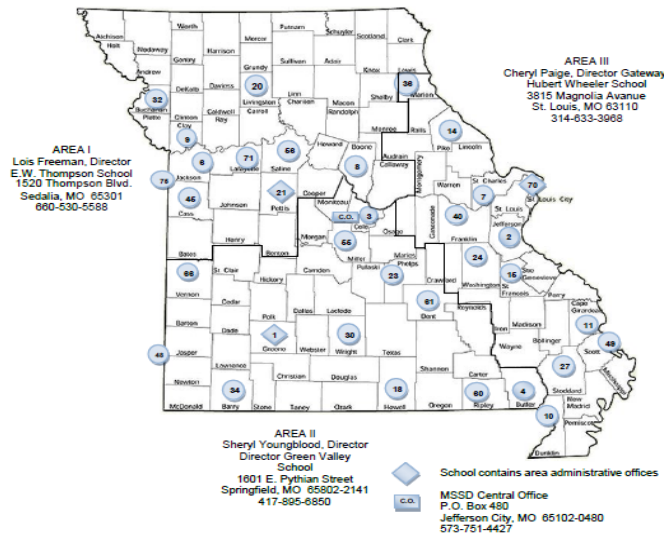 Worth
Putnam
Schuyler
Scotland
Clark
Atchison
Holt
Nodaway
Harrison
Mercer
Andrew
Gentry
Sullivan
Adair
Knox
Lewis
Grundy
20
36
32
DeKalb
Daviess
Linn
Macon
Shelby
Marion
Buchanan
Livingston
Chariton
Randolph
Platte
Clinton
Caldwell
Carroll
Ray
Monroe
Ralls
Clay
9
14
Pike
Lincoln
Howard
Boone
Audrain
56
8
Callaway
Montgomery
6
71
Lafayette
Saline
Warren
St. Charles
7
70
75
Jackson
Cooper
St. Louis City
45
Johnson
21
Pettis
Moniteau
C.O.
3
Cole
Gasconade
40
St. Louis
Cass
Osage
Jefferson
Morgan
55
Franklin
2
Henry
Benton
Miller
Maries
24
Bates
Phelps
66
St. Clair
Hickory
Camden
Pulaski
23
Crawford
Washington
15
Ste
Genevieve
St
Francois
Perry
Vernon
61
Dent
Reynolds
Cedar
Polk
Dallas
Laclede
Iron
Madison
Cape
Girardeau
Barton
Dade
1
30
Wayne
Bollinger
11
49
Greene
Webster
Wright
Texas
Scott
48
Jasper
Lawrence
Shannon
27
Mississippi
Christian
Douglas
Carter
Stoddard
Newton
34
18
60
4
New
Madrid
McDonald
Barry
Stone
Taney
Ozark
Howell
Oregon
Ripley
Butler
10
Pemiscot
Dunklin
AREA I
Lois Freeman, Director
E.W. Thompson School
1520 Thompson Blvd.
Sedalia, MO 65301
660-530-5588
AREA III
Cheryl Paige, Director Gateway
Hubert Wheeler School
3815 Magnolia Avanue
St. Louis, MO 63110
314-633-3968
AREA II
Sheryl Youngblood, Director
Director Green Valley
School
1601 E. Pythian Street
Springfield, MO 65802-2141
417-895-6850
School contains area administrative offices
C.O.
MSSD Central Office
P.O. Box 480
Jefferson City, MO 65102-0480
573-751-4427